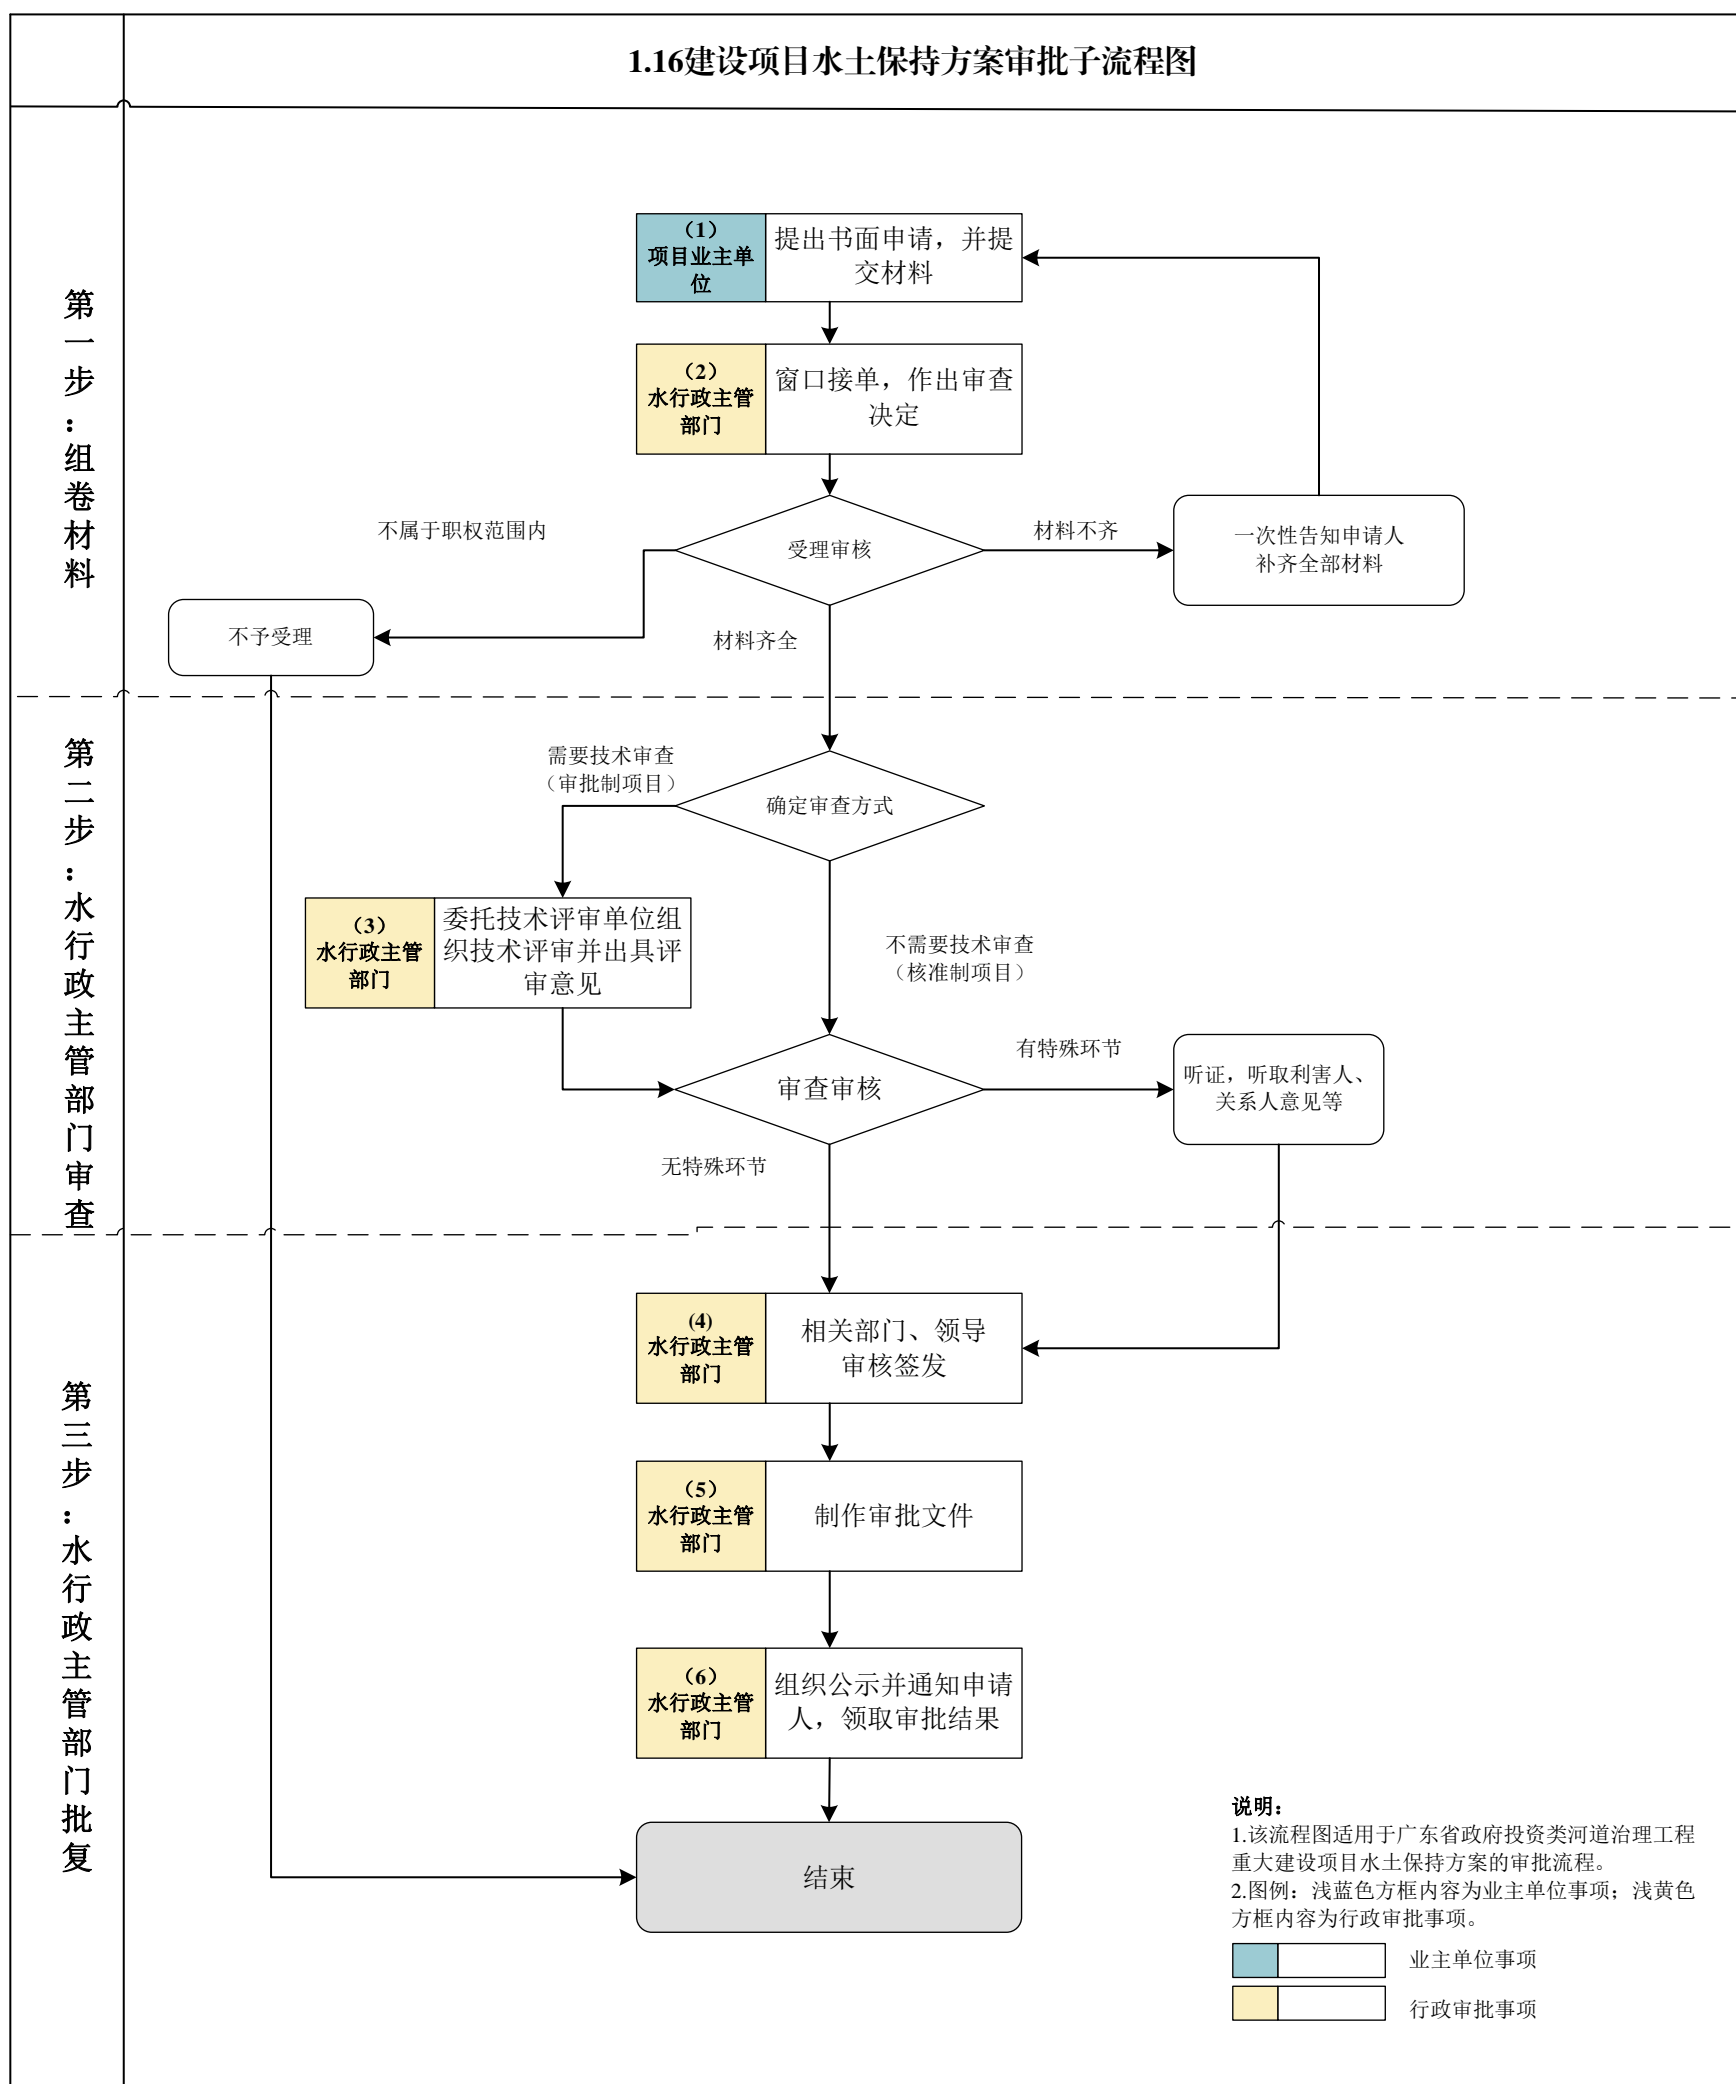 1.16建设项目水土保持方案审批子流程图
第一步：组卷材料
（1）
项目业主单
位
提出书面申请，并提
交材料
（2）
水行政主管
部门
窗口接单，作出审查
决定
不属于职权范围内
受理审核
材料不齐
一次性告知申请人
补齐全部材料
不予受理
材料齐全
第二步：水行政主管部门审查
需要技术审查
（审批制项目）
确定审查方式
（3）
水行政主管
部门
委托技术评审单位组
织技术评审并出具评
审意见
不需要技术审查
（核准制项目）
审查审核
有特殊环节
听证，听取利害人、
关系人意见等
无特殊环节
第三步：水行政主管部门批复
(4)
水行政主管
部门
相关部门、领导
审核签发
（5）
水行政主管
部门
制作审批文件
（6）
水行政主管
部门
组织公示并通知申请
人，领取审批结果
结束
说明：
1.该流程图适用于广东省政府投资类河道治理工程
重大建设项目水土保持方案的审批流程。
2.图例：浅蓝色方框内容为业主单位事项；浅黄色
方框内容为行政审批事项。
业主单位事项
行政审批事项